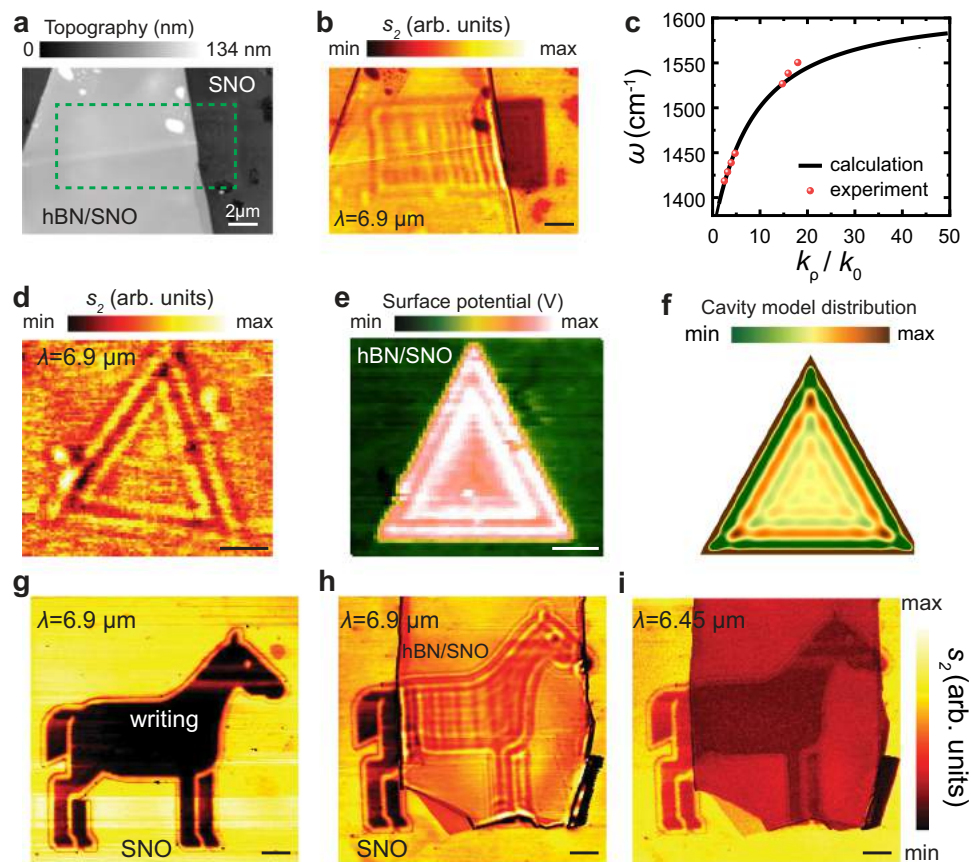 a
Topography (nm)
0 134 nm
SNO
hBN/SNO
2μm
b
s2 (arb. units)
min max
λ=6.9 μm
c
1600
1550
1500
1450
1400
ω (cm-1)
calculation
experiment
0 10 20 30 40 50
kρ / k0
d
s2 (arb. units)
min max
λ=6.9 μm
e
Surface potential (V)
min max
hBN/SNO
f
Cavity model distribution
min max
g
λ=6.9 μm
writing
SNO
h
λ=6.9 μm
hBN/SNO
SNO
i
λ=6.45 μm
max
s2 (arb. units)
min